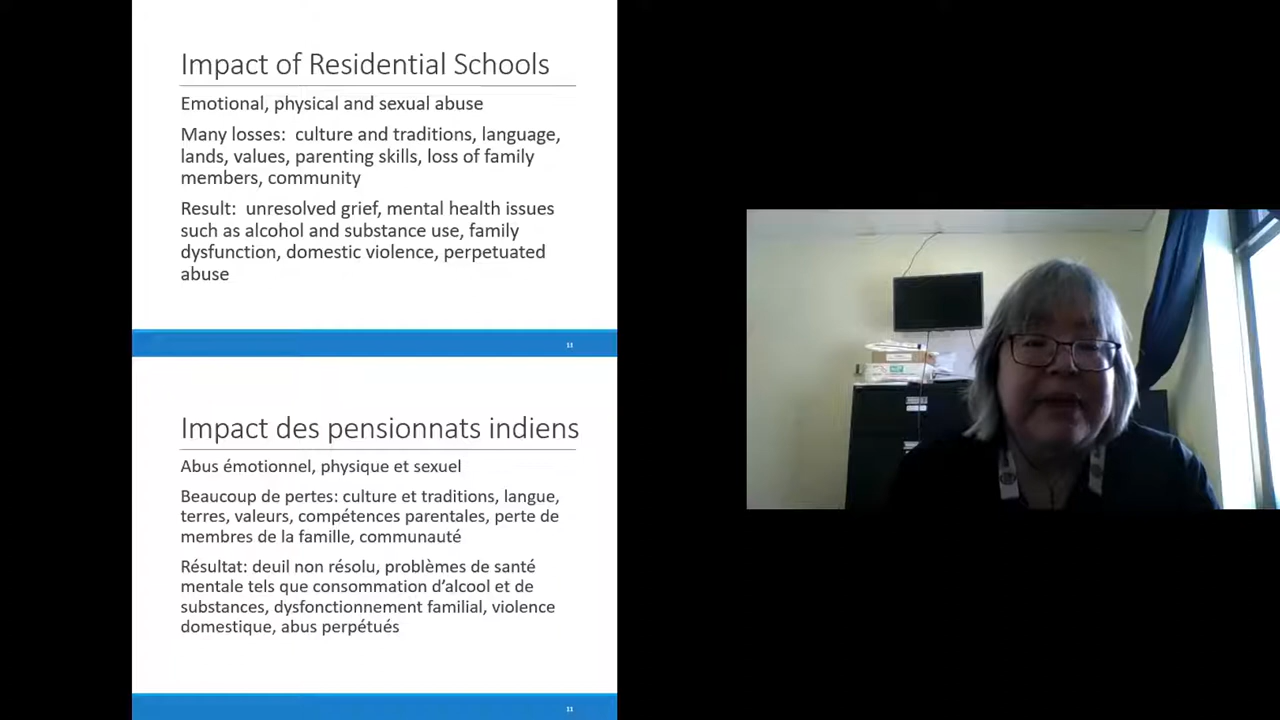 Impact of Residential Schools
Emotional, physical and sexual abuse
Many losses:  culture and traditions, language,
lands, values, parenting skills, loss of family
members, community
Result:  unresolved grief, mental health issues
such as alcohol and substance use, family
dysfunction, domestic violence, perpetuated
abuse
11
Impact des pensionnats indiens
Abus émotionnel, physique et sexuel
Beaucoup de pertes: culture et traditions, langue,
terres, valeurs, compétences parentales, perte de
membres de la famille, communauté
Résultat: deuil non résolu, problèmes de santé
mentale tels que consommation d’alcool et de
substances, dysfonctionnement familial, violence
domestique, abus perpétués
11